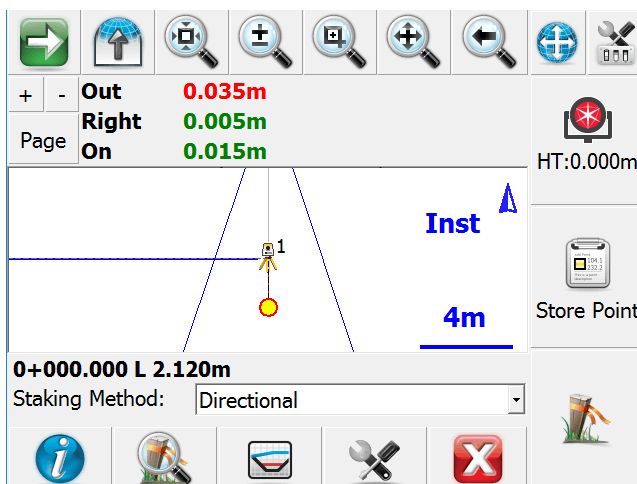 + - Out 0.035m
Right 0.005m
Page On 0.015m
HT:0.000m
1
Inst
4m
Store Point
0+000.000 L 2.120m
Staking Method: Directional